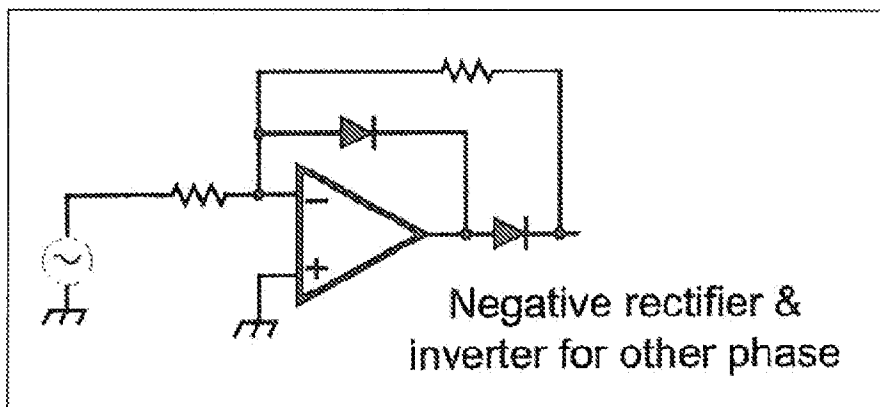 −
+
Negative rectifier &
inverter for other phase